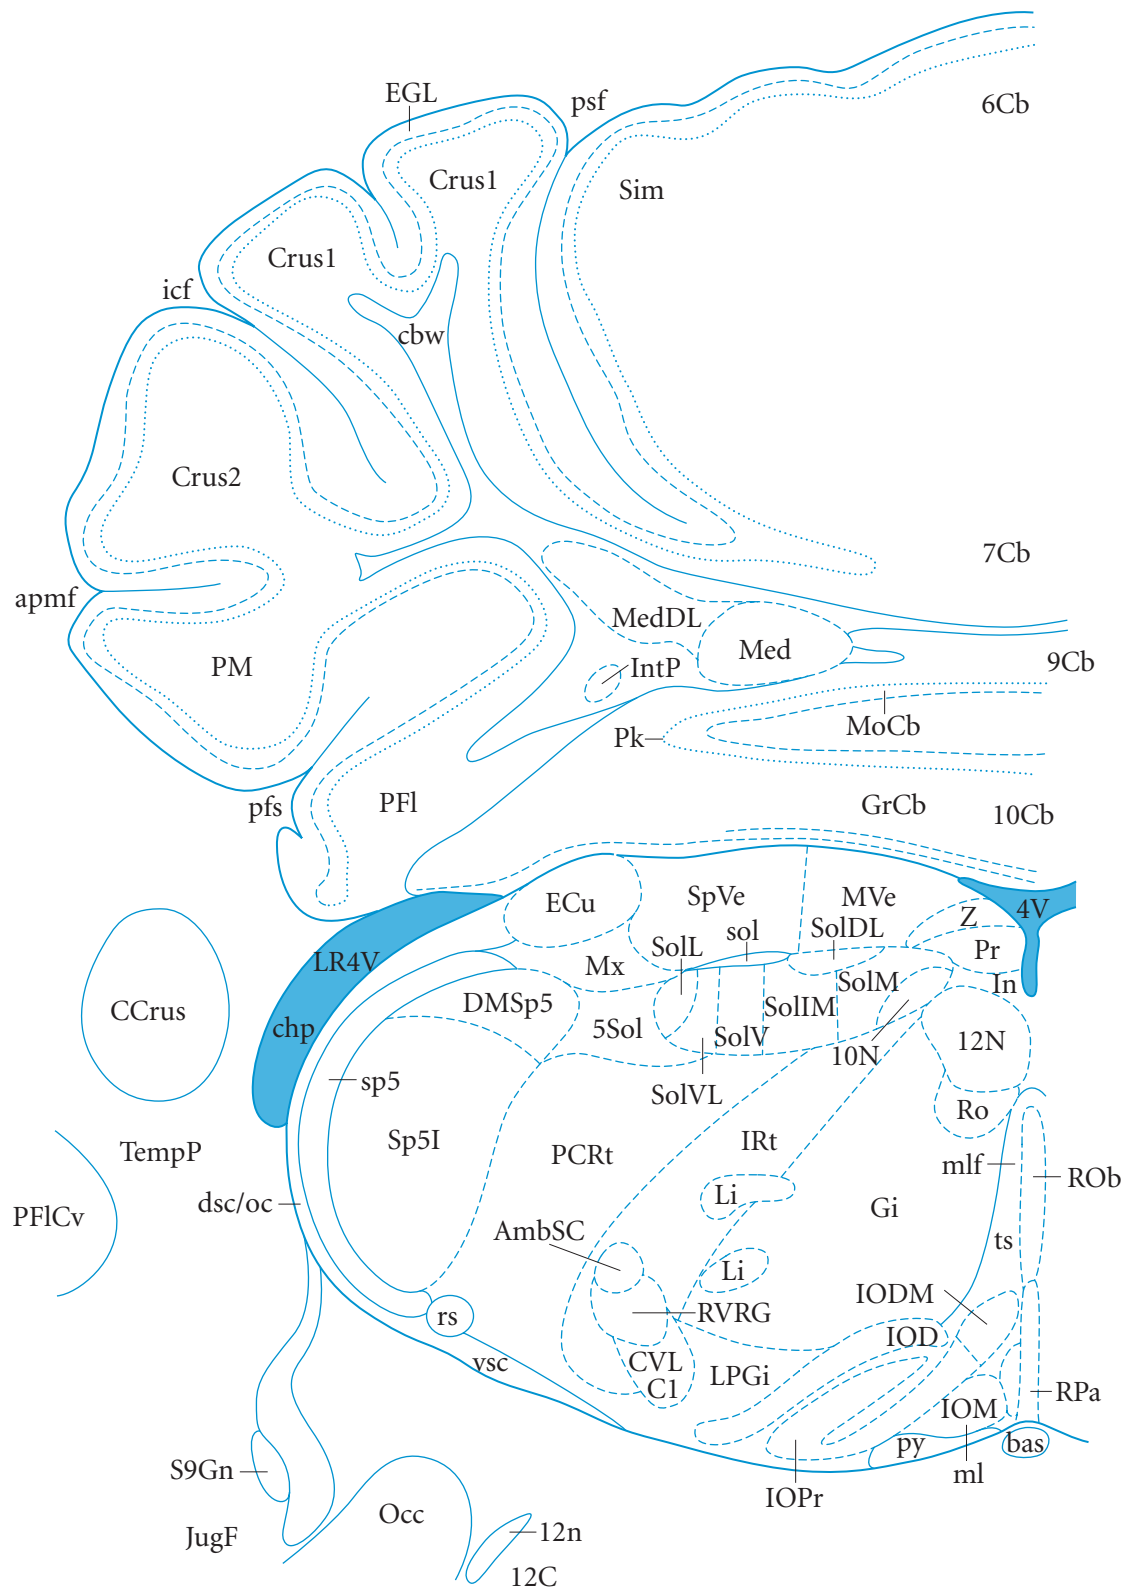 EGL
psf
6Cb
Crus1
Sim
Crus1
icf
cbw
Crus2
7Cb
apmf
MedDL
PM
Med
IntP
9Cb
MoCb
Pk
pfs
PFl
GrCb
10Cb
ECu
SpVe
MVe
Z
4V
sol
SolDL
SolL
Pr
LR4V
Mx
SolM
In
DMSp5
SolIM
CCrus
chp
5Sol
SolV
10N
12N
sp5
SolVL
Ro
Sp5I
IRt
TempP
PCRt
mlf
ROb
dsc/oc
Li
Gi
PFlCv
AmbSC
ts
Li
IODM
rs
RVRG
IOD
vsc
CVL
LPGi
C1
RPa
IOM
py
bas
S9Gn
ml
IOPr
Occ
JugF
12n
12C